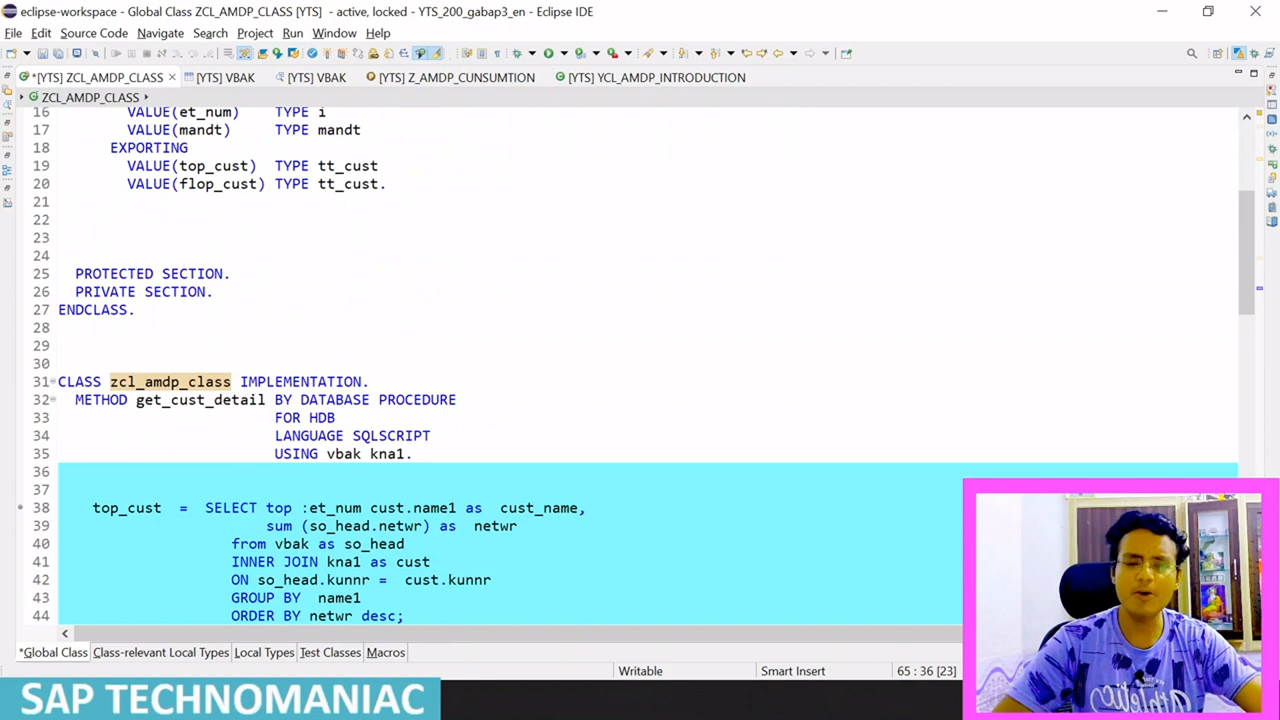 eclipse-workspace - Global Class ZCL_AMDP_CLASS [YTS] - active, locked - YTS_200_gabap3_en - Eclipse IDE
File Edit Source Code Navigate Search Project Run Window Help
*[YTS] ZCL_AMDP_CLASS [YTS] VBAK [YTS] VBAK [YTS] Z_AMDP_CUNSUMTION [YTS] YCL_AMDP_INTRODUCTION
ZCL_AMDP_CLASS
16 VALUE(et_num) TYPE i
17 VALUE(mandt) TYPE mandt
18 EXPORTING
19 VALUE(top_cust) TYPE tt_cust
20 VALUE(flop_cust) TYPE tt_cust.
21
22
23
24
25 PROTECTED SECTION.
26 PRIVATE SECTION.
27 ENDCLASS.
28
29
30
31 CLASS zcl_amdp_class IMPLEMENTATION.
32 METHOD get_cust_detail BY DATABASE PROCEDURE
33 FOR HDB
34 LANGUAGE SQLSCRIPT
35 USING vbak kna1.
36
37
38 top_cust = SELECT top :et_num cust.name1 as cust_name,
39 sum (so_head.netwr) as netwr
40 from vbak as so_head
41 INNER JOIN kna1 as cust
42 ON so_head.kunnr = cust.kunnr
43 GROUP BY name1
44 ORDER BY netwr desc;
*Global Class Class-relevant Local Types Local Types Test Classes Macros
Writable Smart Insert 65 : 36 [23]
SAP TECHNOMANIAC